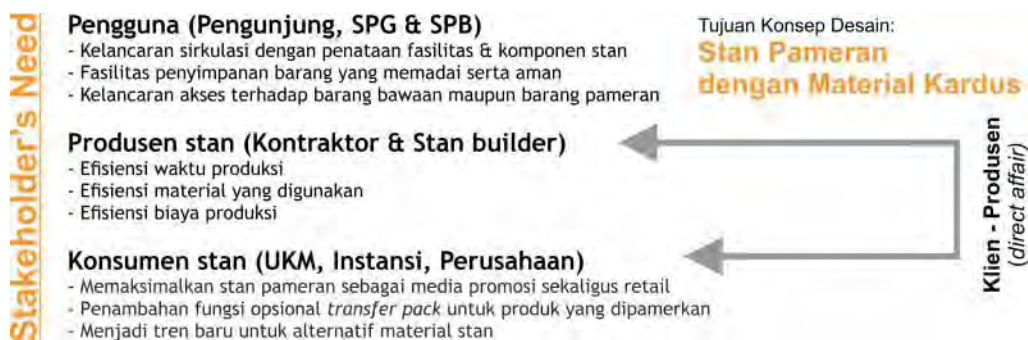 Stakeholder's Need
Pengguna (Pengunjung, SPG & SPB)
- Kelancaran sirkulasi dengan penataan fasilitas & komponen stan
- Fasilitas penyimpanan barang yang memadai serta aman
- Kelancaran akses terhadap barang bawaan maupun barang pameran
Tujuan Konsep Desain:
Stan Pameran
dengan Material Kardus
Produsen stan (Kontraktor & Stan builder)
- Efisiensi waktu produksi
- Efisiensi material yang digunakan
- Efisiensi biaya produksi
Konsumen stan (UKM, Instansi, Perusahaan)
- Memaksimalkan stan pameran sebagai media promosi sekaligus retail
- Penambahan fungsi opsional transfer pack untuk produk yang dipamerkan
- Menjadi tren baru untuk alternatif material stan
Klien - Produsen
(direct affair)